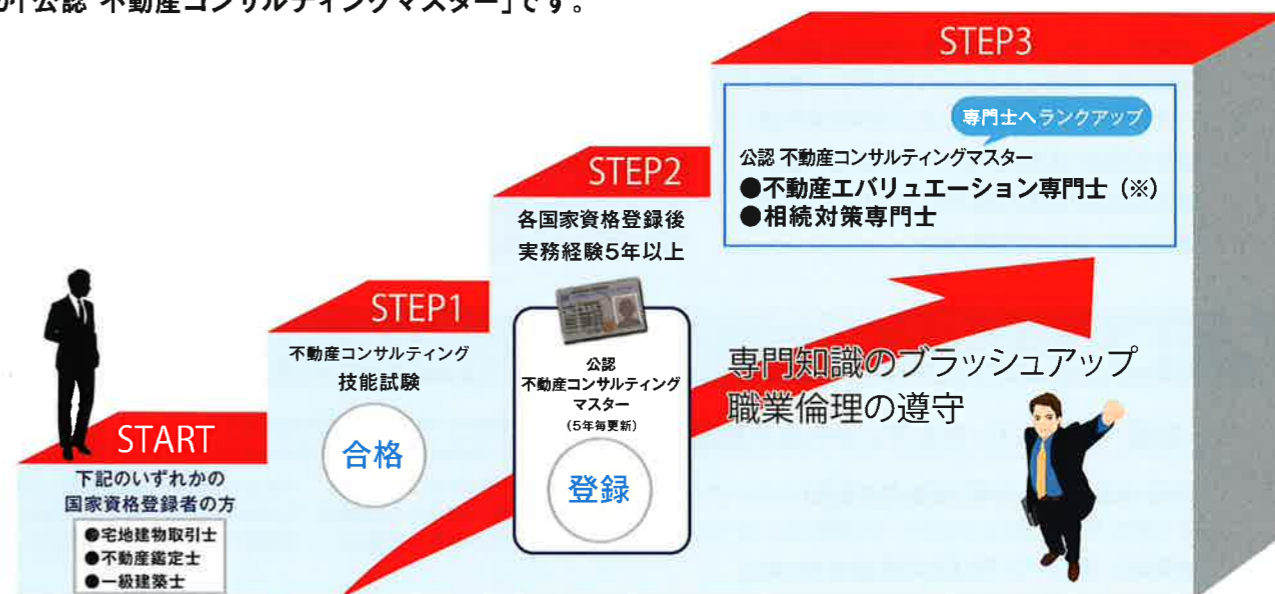 の「公認 不動産コンサルティングマスター」です。
STEP3
専門士へランクアップ
公認 不動産コンサルティングマスター
●不動産エバリュエーション専門士（※）
●相続対策専門士
STEP2
各国家資格登録後
実務経験5年以上
公認
不動産コンサルティング
マスター
（5年毎更新）
登録
STEP1
不動産コンサルティング
技能試験
合格
専門知識のブラッシュアップ
職業倫理の遵守
START
下記のいずれかの
国家資格登録者の方
●宅地建物取引士
●不動産鑑定士
●一級建築士